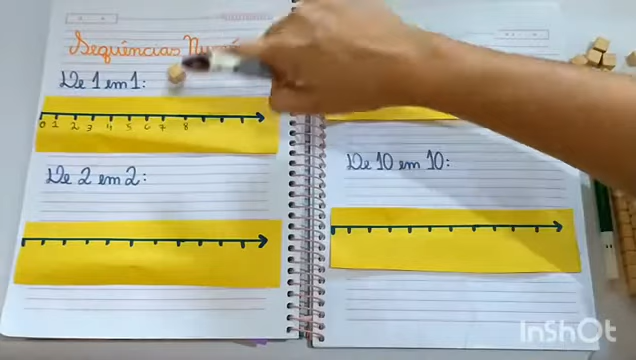 Sequências
De 1 em 1:
0 1 2 3 4 5 6 7 8
De 2 em 2:
De 10 em 10:
InShOt